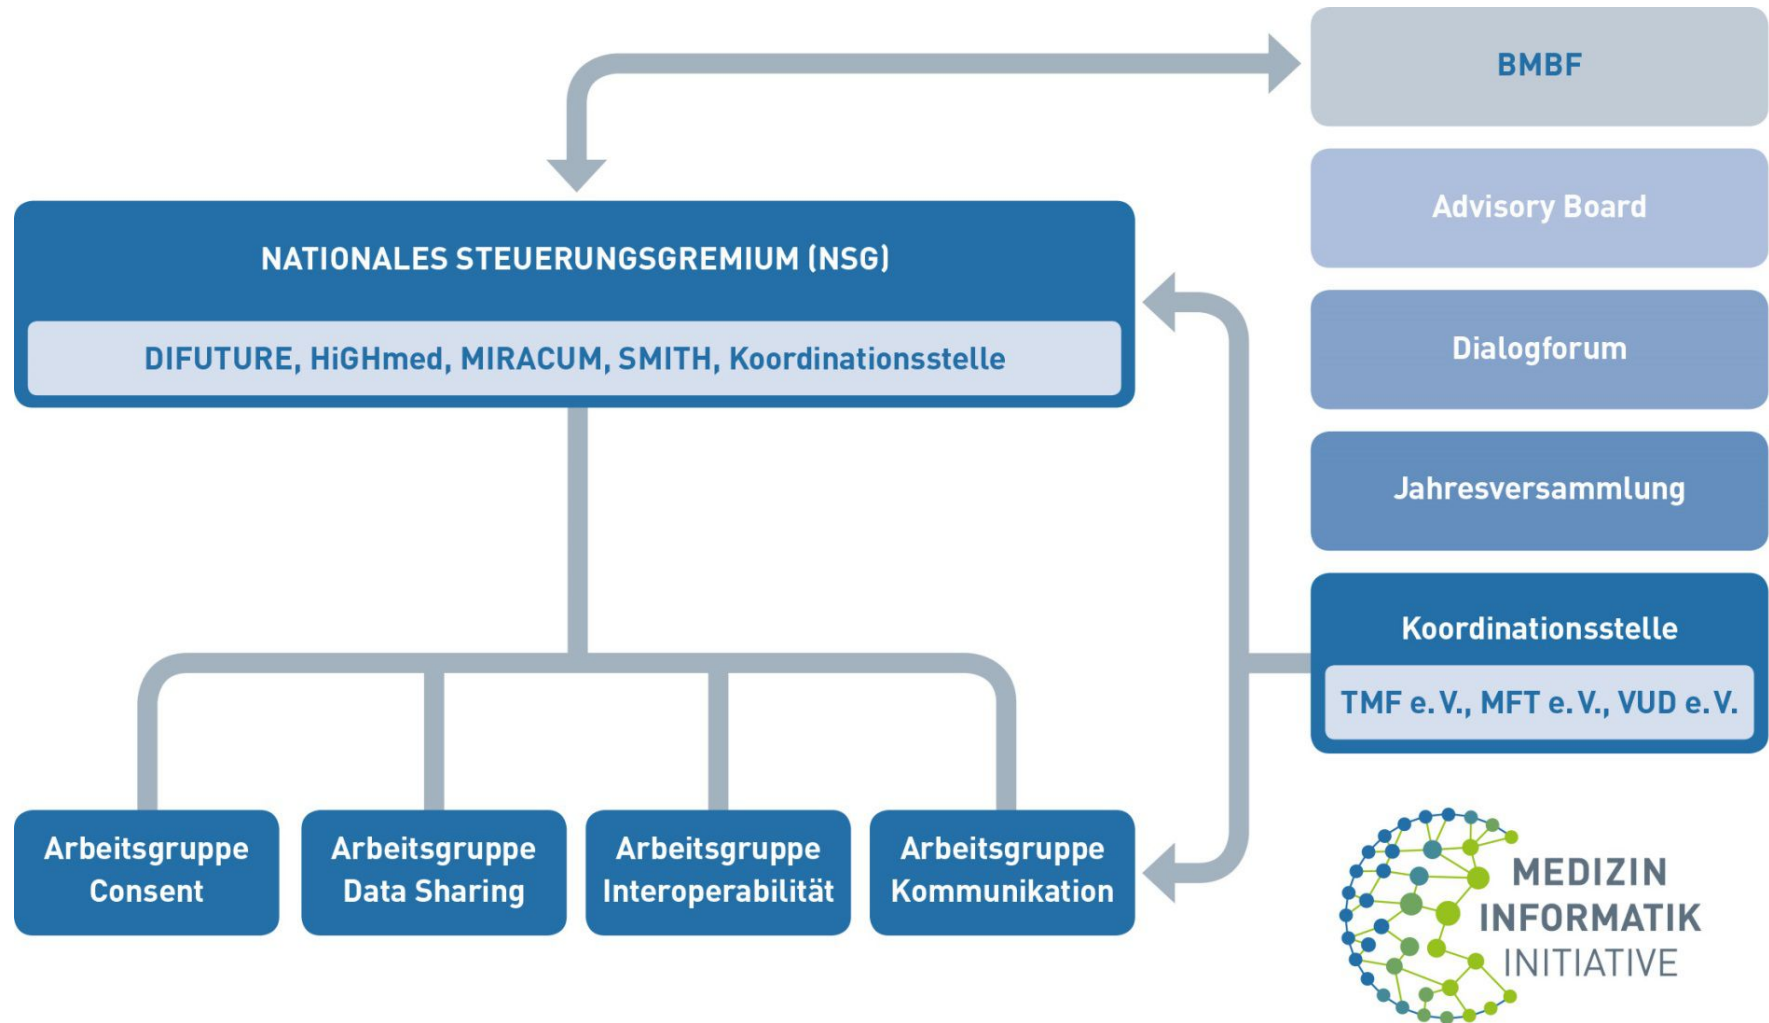 BMBF
Advisory Board
NATIONALES STEUERUNGSGREMIUM (NSG)
DIFUTURE, HiGHmed, MIRACUM, SMITH, Koordinationsstelle
Dialogforum
Jahresversammlung
Koordinationsstelle
TMF e. V., MFT e. V., VUD e. V.
Arbeitsgruppe
Consent
Arbeitsgruppe
Data Sharing
Arbeitsgruppe
Interoperabilität
Arbeitsgruppe
Kommunikation
MEDIZIN
INFORMATIK
INITIATIVE